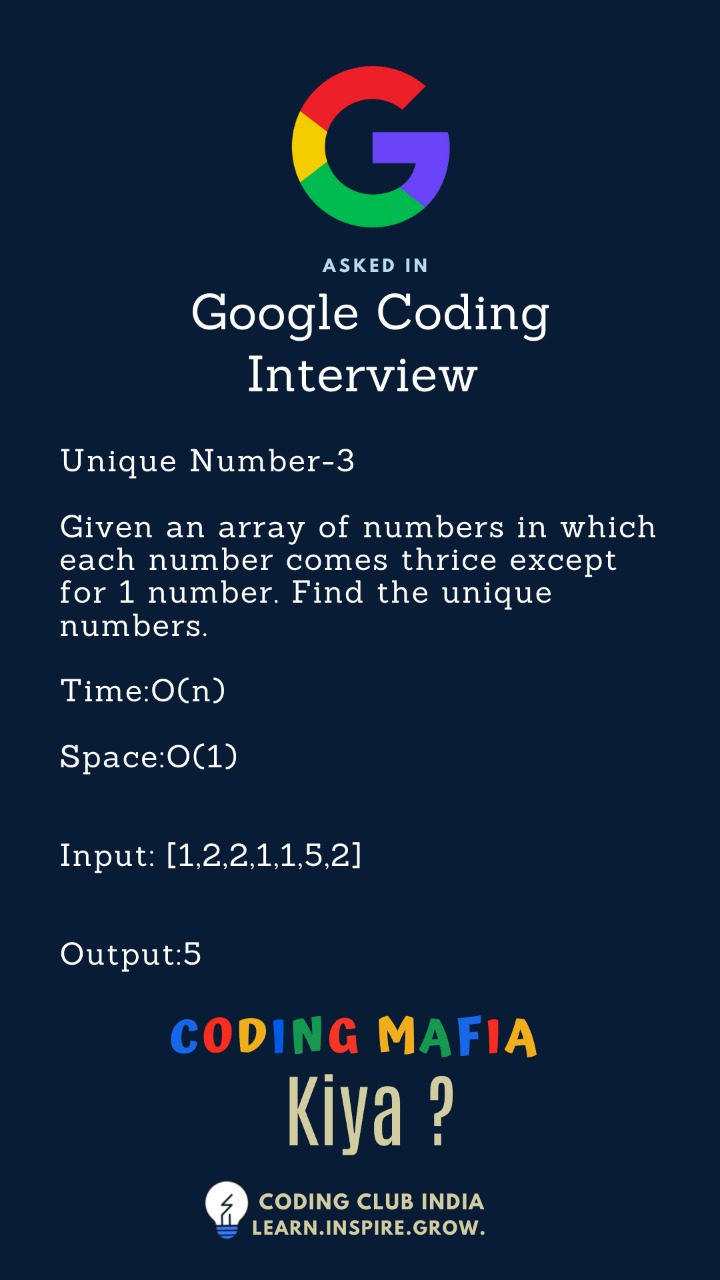 ASKED IN
Google Coding
Interview
Unique Number-3
Given an array of numbers in which
each number comes thrice except
for 1 number. Find the unique
numbers.
Time:O(n)
Space:O(1)
Input: [1,2,2,1,1,5,2]
Output:5
CODING MAFIA
Kiya ?
CODING CLUB INDIA
LEARN.INSPIRE.GROW.